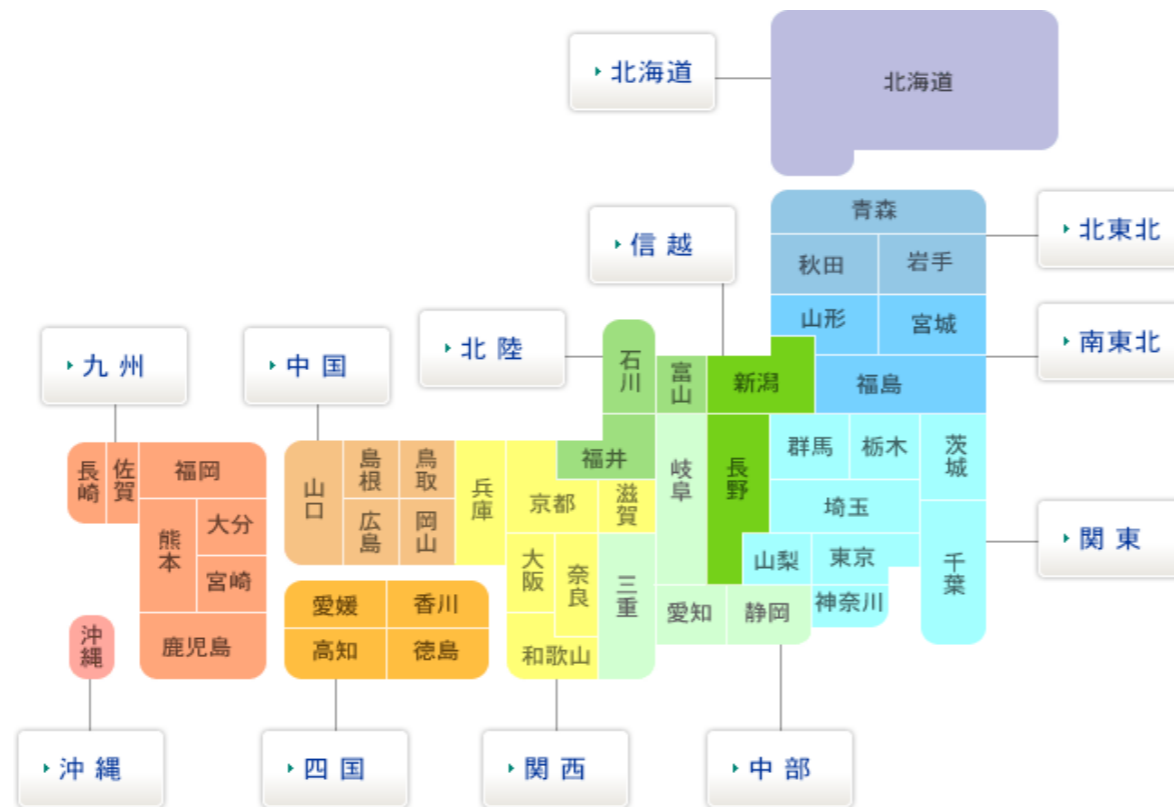 北海道
北海道
青森
北東北
信越
秋田
岩手
山形
宮城
南東北
九州
中国
北陸
石川
富山
新潟
福島
長崎
佐賀
福岡
山口
島根
鳥取
兵庫
京都
福井
滋賀
岐阜
長野
群馬
栃木
茨城
熊本
大分
広島
岡山
埼玉
宮崎
大阪
奈良
三重
山梨
東京
千葉
関東
沖縄
鹿児島
愛媛
香川
高知
徳島
和歌山
愛知
静岡
神奈川
沖縄
四国
関西
中部